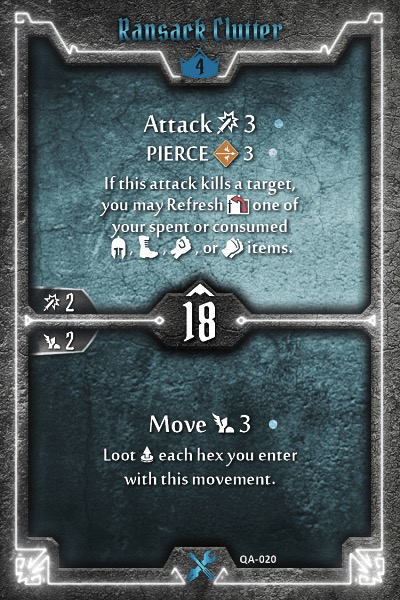 Ransack Clutter
4
Attack 3
PIERCE 3
If this attack kills a target,
you may Refresh one of
your spent or consumed
, , , or items.
2
18
2
Move 3
Loot each hex you enter
with this movement.
QA-020